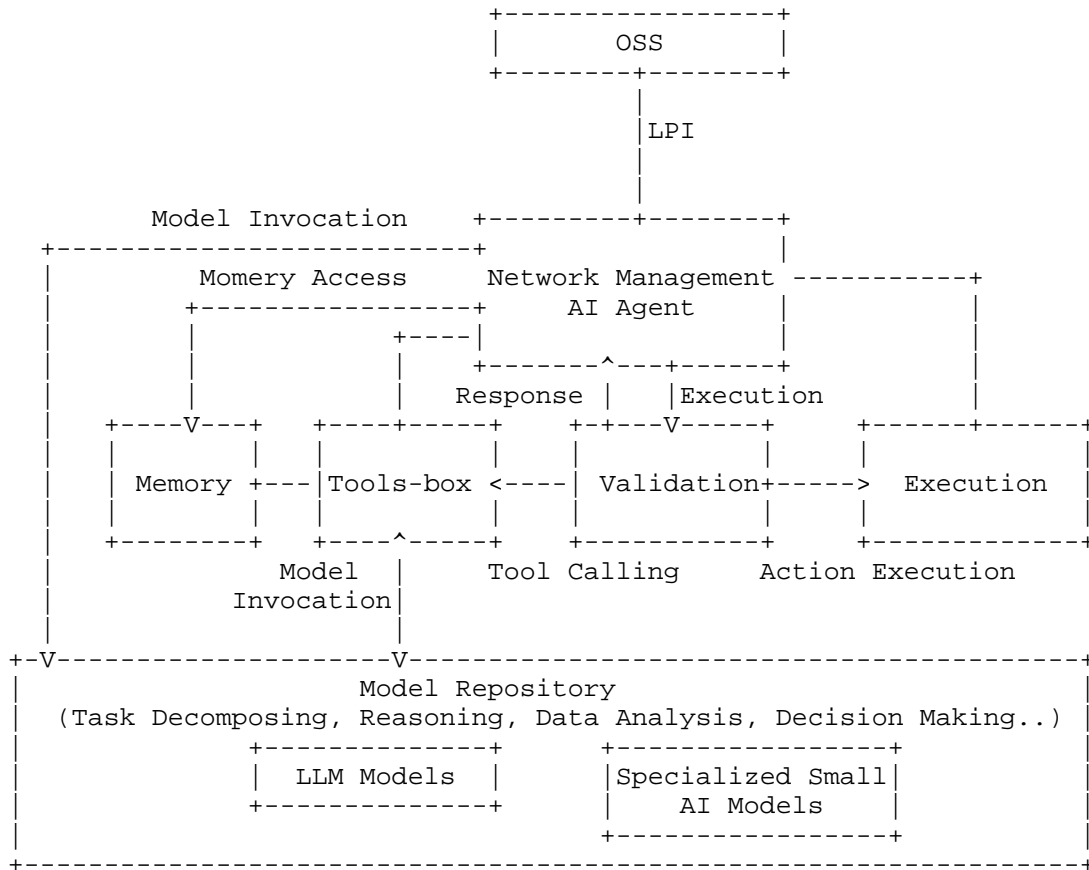 OSS
LPI
Model Invocation
Momery Access Network Management
AI Agent
Response Execution
Memory Tools-box Validation Execution
Model Tool Calling Action Execution
Invocation
Model Repository
(Task Decomposing, Reasoning, Data Analysis, Decision Making..)
LLM Models Specialized Small
AI Models